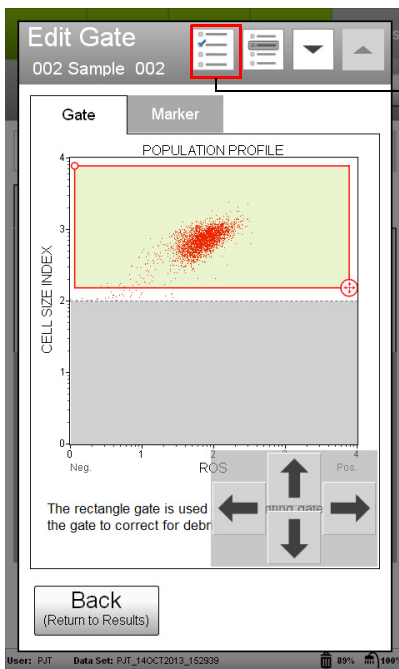 Edit Gate
002 Sample 002
Gate
Marker
POPULATION PROFILE
CELL SIZE INDEX
4
3
2
1
0
0 1 2 4
Neg. ROS Pos.
The rectangle gate is used
the gate to correct for debr
Back
(Return to Results)
User: PJT Data Set: PJT_14OCT2013_152939 89% 100%